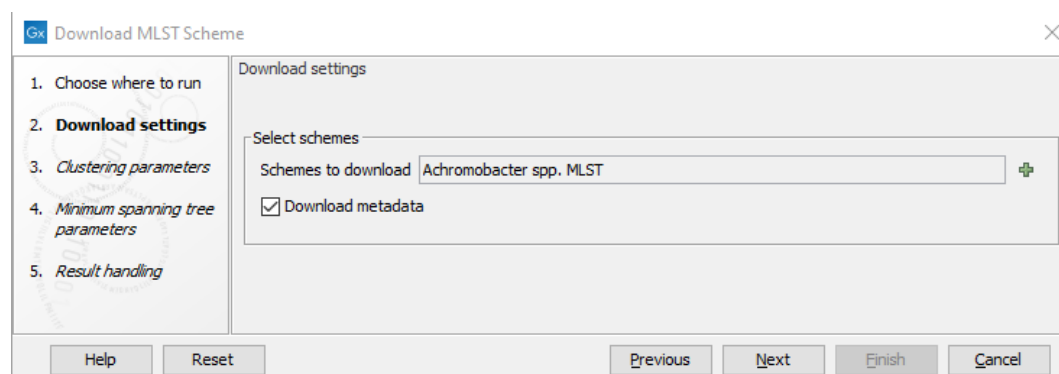 Gx Download MLST Scheme
1. Choose where to run
2. Download settings
3. Clustering parameters
4. Minimum spanning tree
parameters
5. Result handling
Download settings
Select schemes
Schemes to download Achromobacter spp. MLST
Download metadata
Help Reset Previous Next Finish Cancel